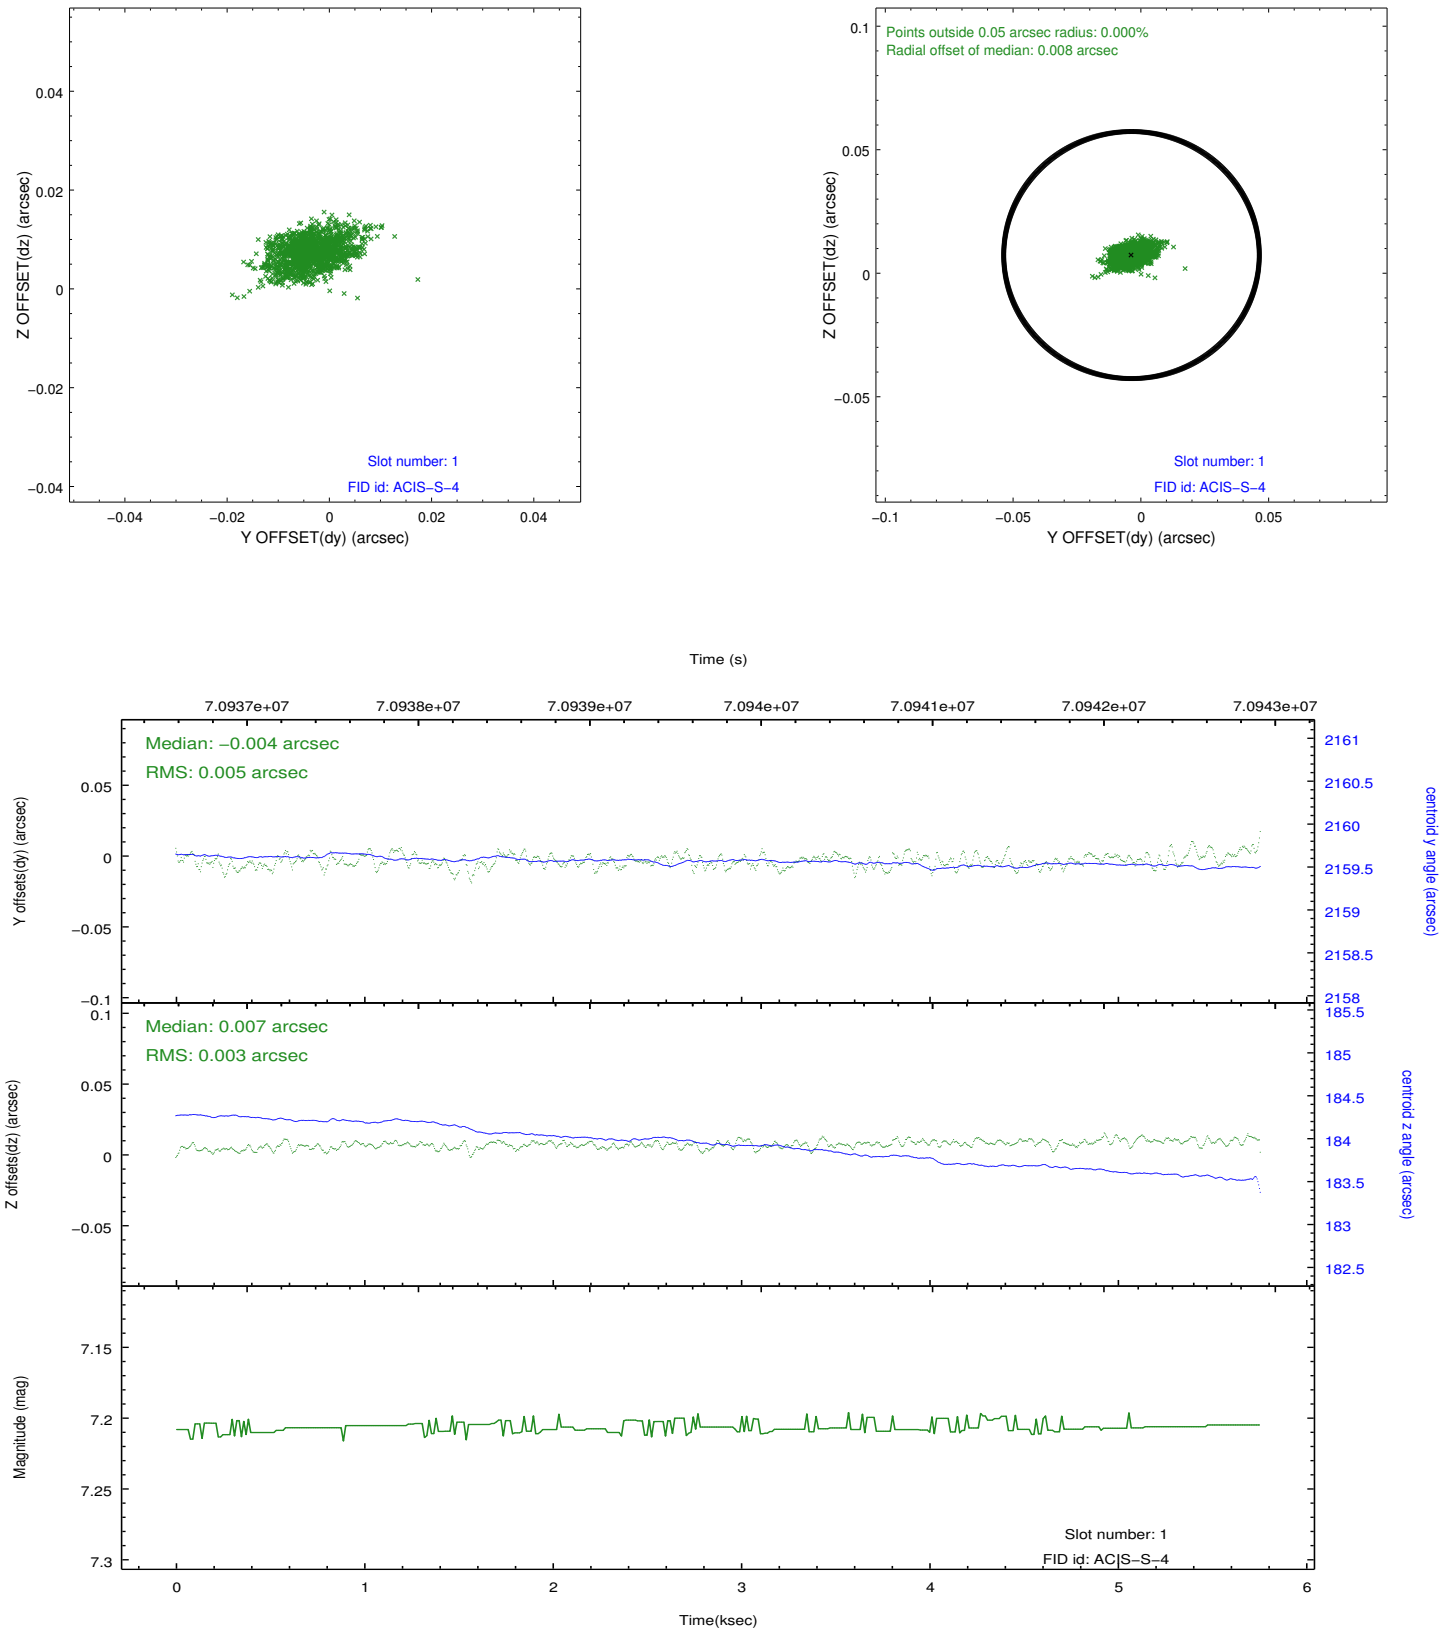 0.04
0.02
0
−0.02
−0.04
Z OFFSET(dz) (arcsec)
Slot number: 1
FID id: ACIS−S−4
−0.04
−0.02
0
0.02
0.04
Y OFFSET(dy) (arcsec)
Points outside 0.05 arcsec radius: 0.000%
Radial offset of median: 0.008 arcsec
0.1
0.05
0
−0.05
Z OFFSET(dz) (arcsec)
Slot number: 1
FID id: ACIS−S−4
−0.1
−0.05
0
0.05
Y OFFSET(dy) (arcsec)
Time (s)
7.0937e+07
7.0938e+07
7.0939e+07
7.094e+07
7.0941e+07
7.0942e+07
7.0943e+07
Median: −0.004 arcsec
RMS: 0.005 arcsec
0.05
0
−0.05
−0.1
Y offsets(dy) (arcsec)
2161
2160.5
2160
2159.5
2159
2158.5
2158
centroid y angle (arcsec)
Median: 0.007 arcsec
RMS: 0.003 arcsec
0.1
0.05
0
−0.05
Z offsets(dz) (arcsec)
185.5
185
184.5
184
183.5
183
182.5
centroid z angle (arcsec)
7.15
7.2
7.25
7.3
Magnitude (mag)
Slot number: 1
FID id: ACIS−S−4
0
1
2
3
4
5
6
Time(ksec)